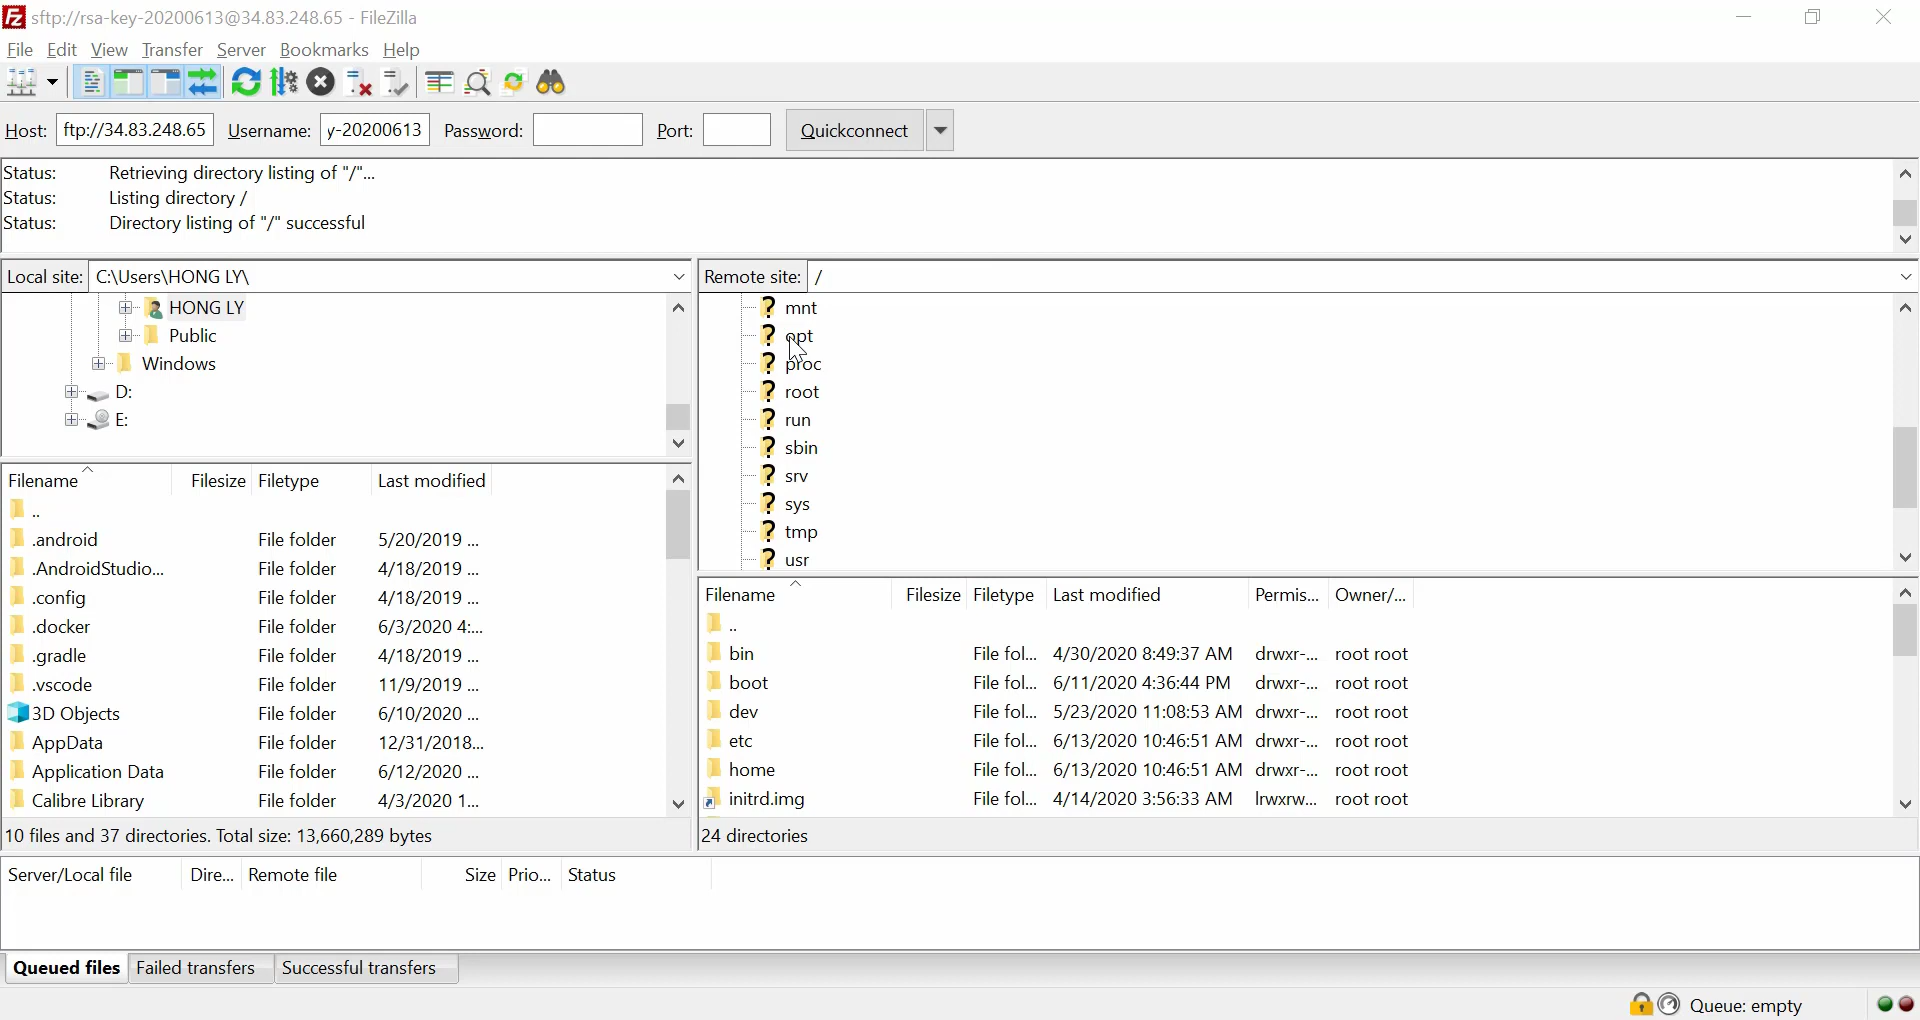 sftp://rsa-key-20200613@34.83.248.65 - FileZilla
File Edit View Transfer Server Bookmarks Help
Host: ftp://34.83.248.65 Username: y-20200613 Password: Port: Quickconnect
Status: Retrieving directory listing of "/"...
Status: Listing directory /
Status: Directory listing of "/" successful
Local site: C:\Users\HONG LY\
HONG LY
Public
Windows
D:
E:
Filename Filesize Filetype Last modified
..
.android File folder 5/20/2019 ...
.AndroidStudio... File folder 4/18/2019 ...
.config File folder 4/18/2019 ...
.docker File folder 6/3/2020 4:...
.gradle File folder 4/18/2019 ...
.vscode File folder 11/9/2019 ...
3D Objects File folder 6/10/2020 ...
AppData File folder 12/31/2018...
Application Data File folder 6/12/2020 ...
Calibre Library File folder 4/3/2020 1...
10 files and 37 directories. Total size: 13,660,289 bytes
Remote site: /
mnt
opt
proc
root
run
sbin
srv
sys
tmp
usr
Filename Filesize Filetype Last modified Permis... Owner/...
..
bin File fol... 4/30/2020 8:49:37 AM drwxr-... root root
boot File fol... 6/11/2020 4:36:44 PM drwxr-... root root
dev File fol... 5/23/2020 11:08:53 AM drwxr-... root root
etc File fol... 6/13/2020 10:46:51 AM drwxr-... root root
home File fol... 6/13/2020 10:46:51 AM drwxr-... root root
initrd.img File fol... 4/14/2020 3:56:33 AM lrwxrw... root root
24 directories
Server/Local file Dire... Remote file Size Prio... Status
Queued files Failed transfers Successful transfers
Queue: empty